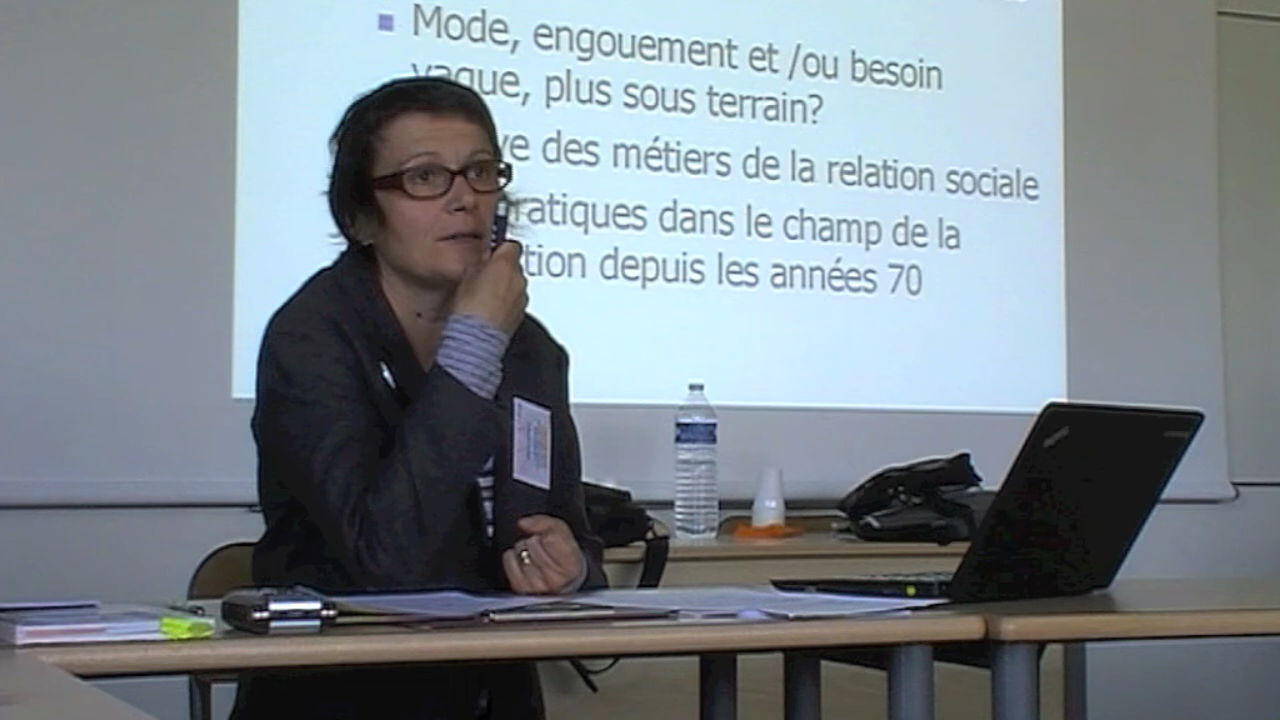 Mode, engouement et /ou besoin
vague, plus sous terrain?
des métiers de la relation sociale
pratiques dans le champ de la
depuis les années 70